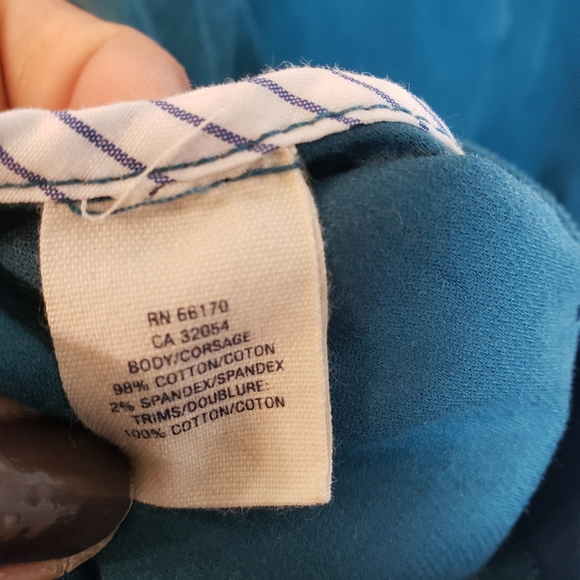 RN 66170
CA 32054
BODY/CORSAGE
98% COTTON/COTON
2% SPANDEX/SPANDEX
TRIMS/DOUBLURE:
100% COTTON/COTON